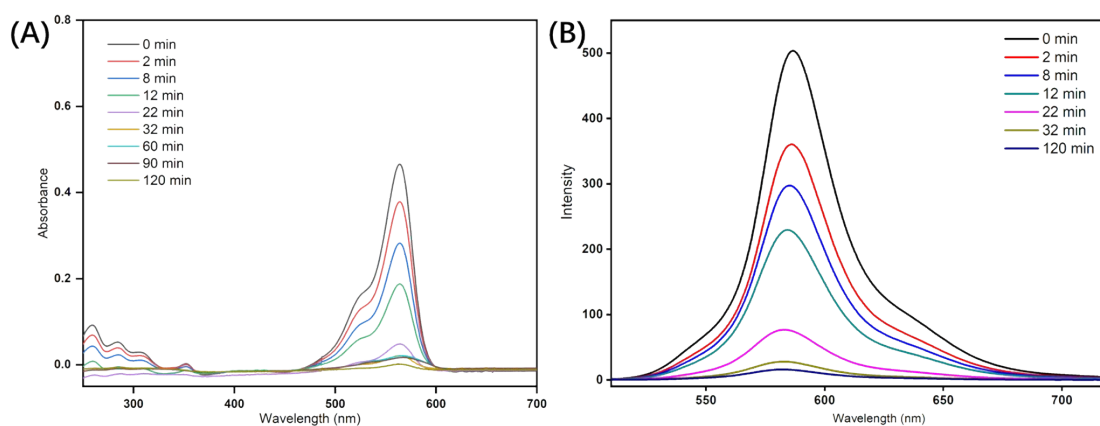 (A)
0.8
0.6
0.4
0.2
0.0
Absorbance
0 min
2 min
8 min
12 min
22 min
32 min
60 min
90 min
120 min
300
400
500
600
700
Wavelength (nm)
(B)
500
400
300
200
100
0
Intensity
0 min
2 min
8 min
12 min
22 min
32 min
120 min
550
600
650
Wavelength (nm)